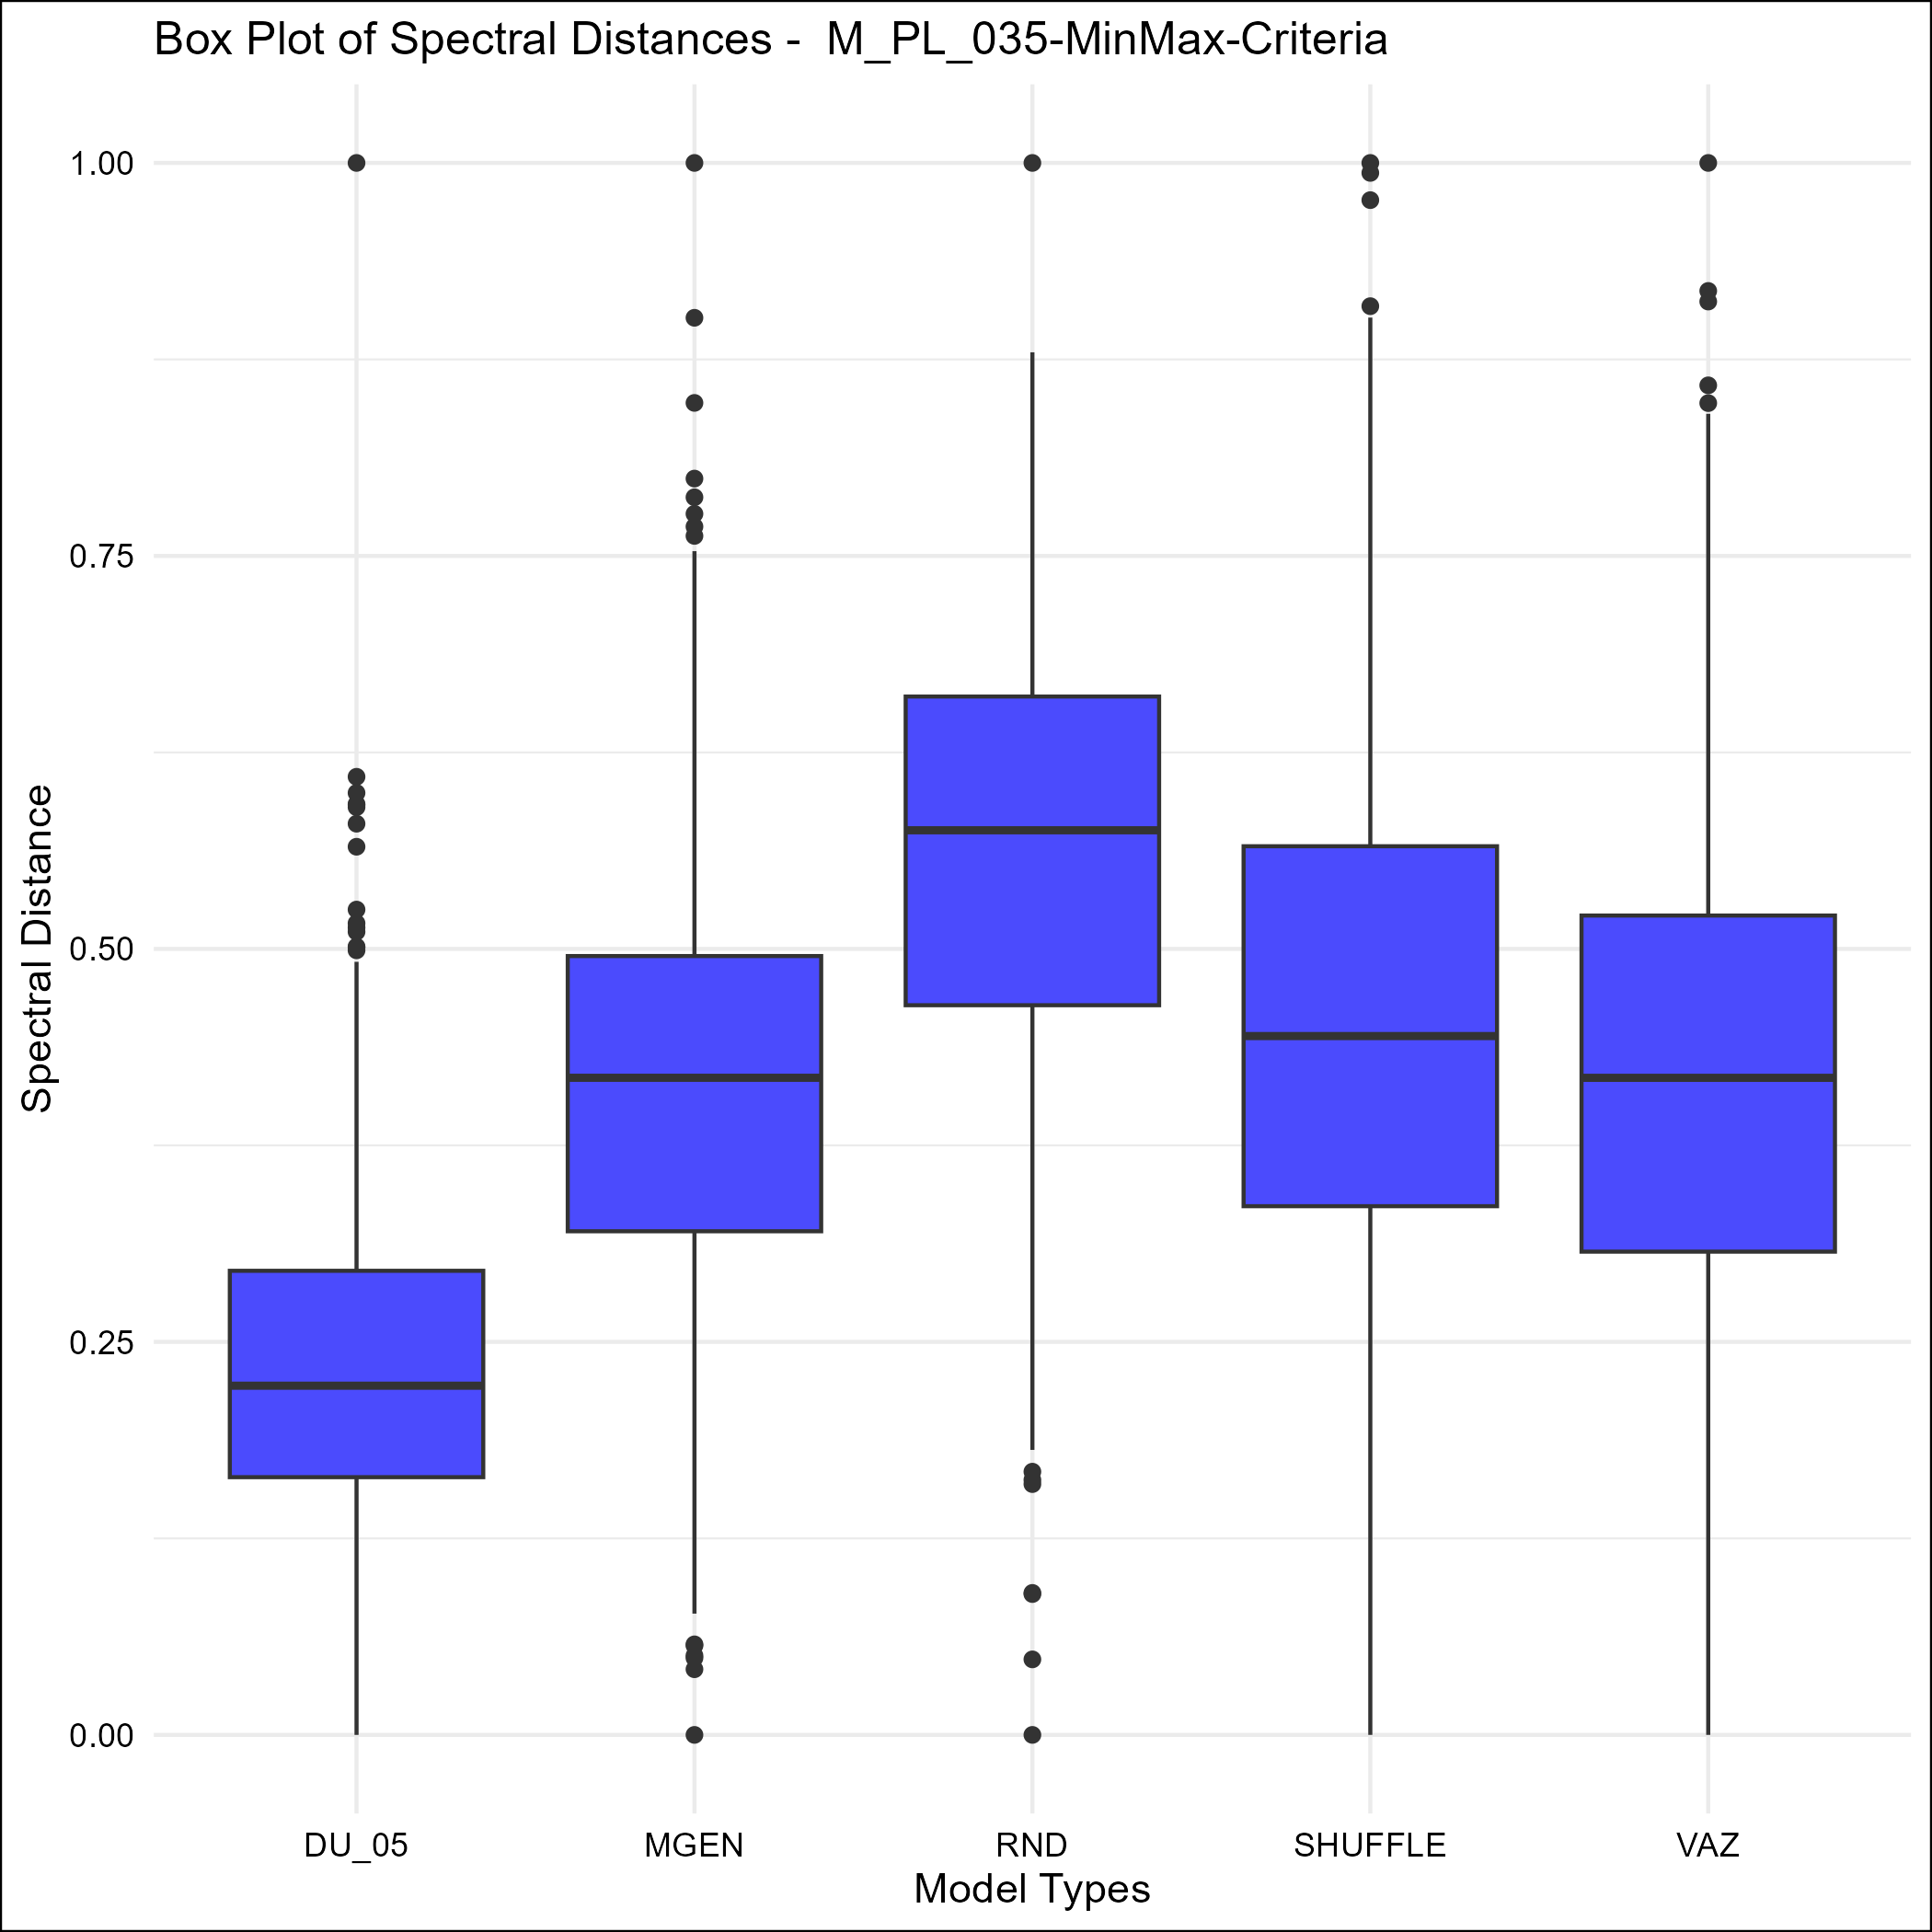 Box Plot of Spectral Distances -  M_PL_035-MinMax-Criteria
Spectral Distance
1.00
0.75
0.50
0.25
0.00
DU_05 MGEN RND SHUFFLE VAZ
Model Types